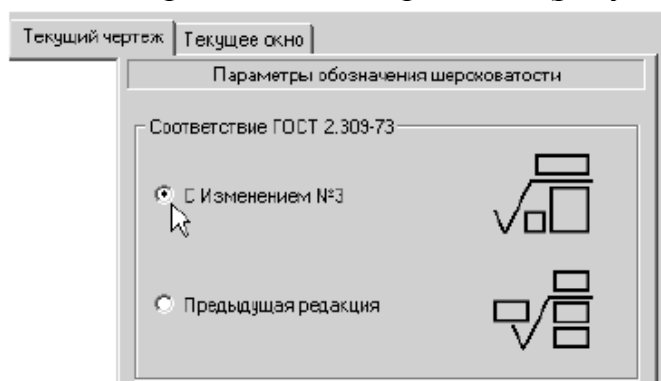 Текущий чертеж Текущее окно
Параметры обозначения шероховатости
Соответствие ГОСТ 2.309-73
С Изменением №3
Предыдущая редакция